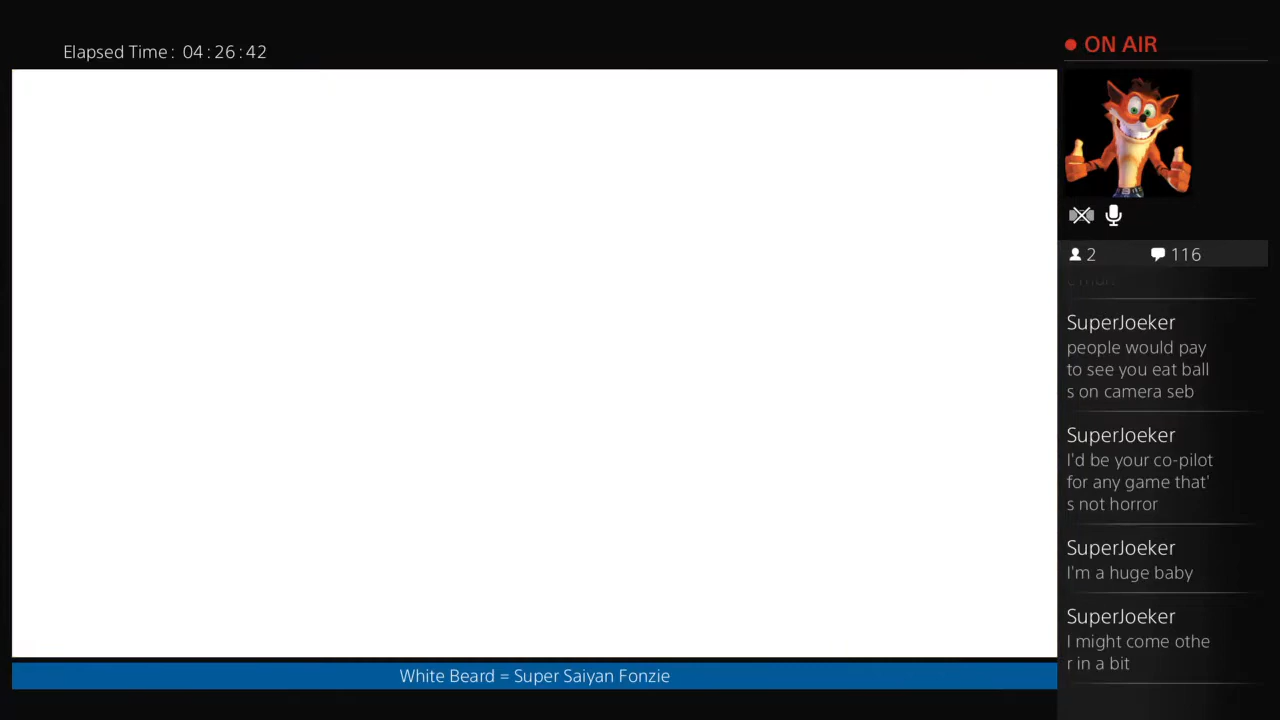 Elapsed Time: 04:26:42
ON AIR
2 116
SuperJoeker
people would pay
to see you eat ball
s on camera seb
SuperJoeker
I'd be your co-pilot
for any game that'
s not horror
SuperJoeker
I'm a huge baby
SuperJoeker
I might come othe
r in a bit
White Beard = Super Saiyan Fonzie